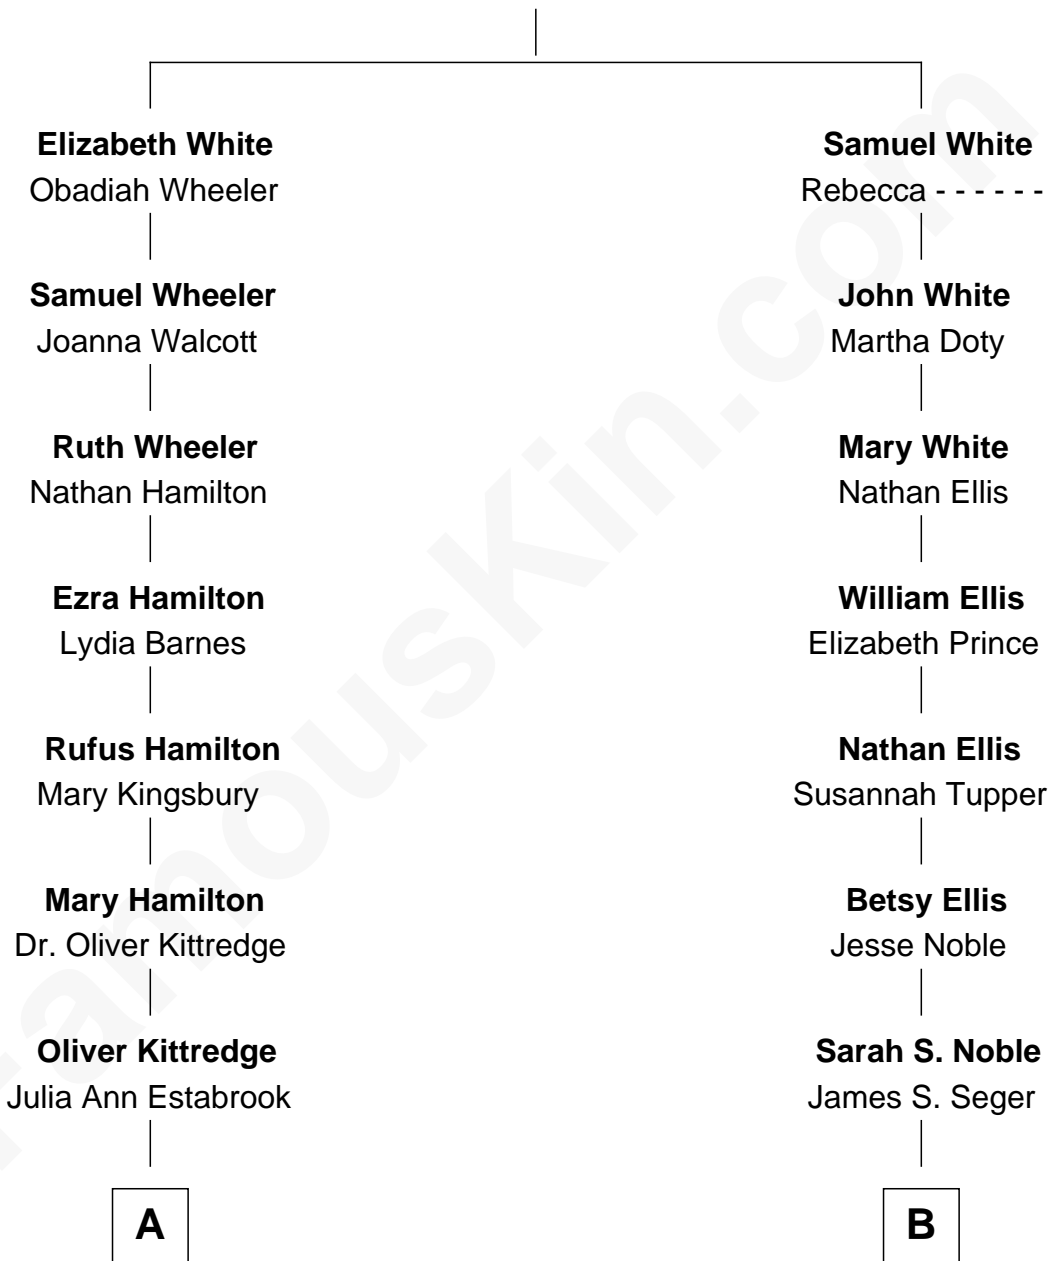 Elizabeth White
Obadiah Wheeler
Samuel Wheeler
Joanna Walcott
Ruth Wheeler
Nathan Hamilton
Ezra Hamilton
Lydia Barnes
Rufus Hamilton
Mary Kingsbury
Mary Hamilton
Dr. Oliver Kittredge
Oliver Kittredge
Julia Ann Estabrook
A
Samuel White
Rebecca - - - - - -
John White
Martha Doty
Mary White
Nathan Ellis
William Ellis
Elizabeth Prince
Nathan Ellis
Susannah Tupper
Betsy Ellis
Jesse Noble
Sarah S. Noble
James S. Seger
B
FamousKin.com